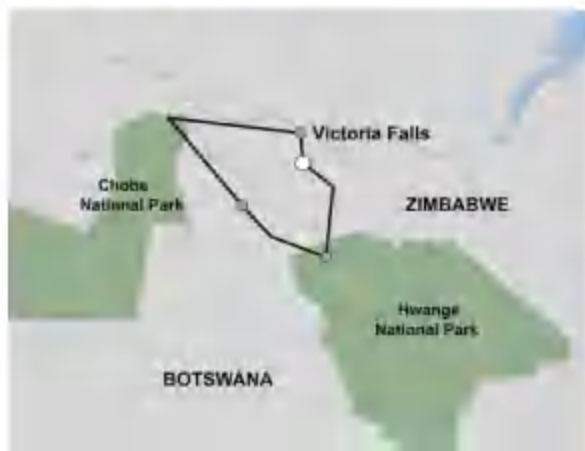 Victoria Falls
Chobe
National Park
ZIMBABWE
Hwange
National Park
BOTSWANA